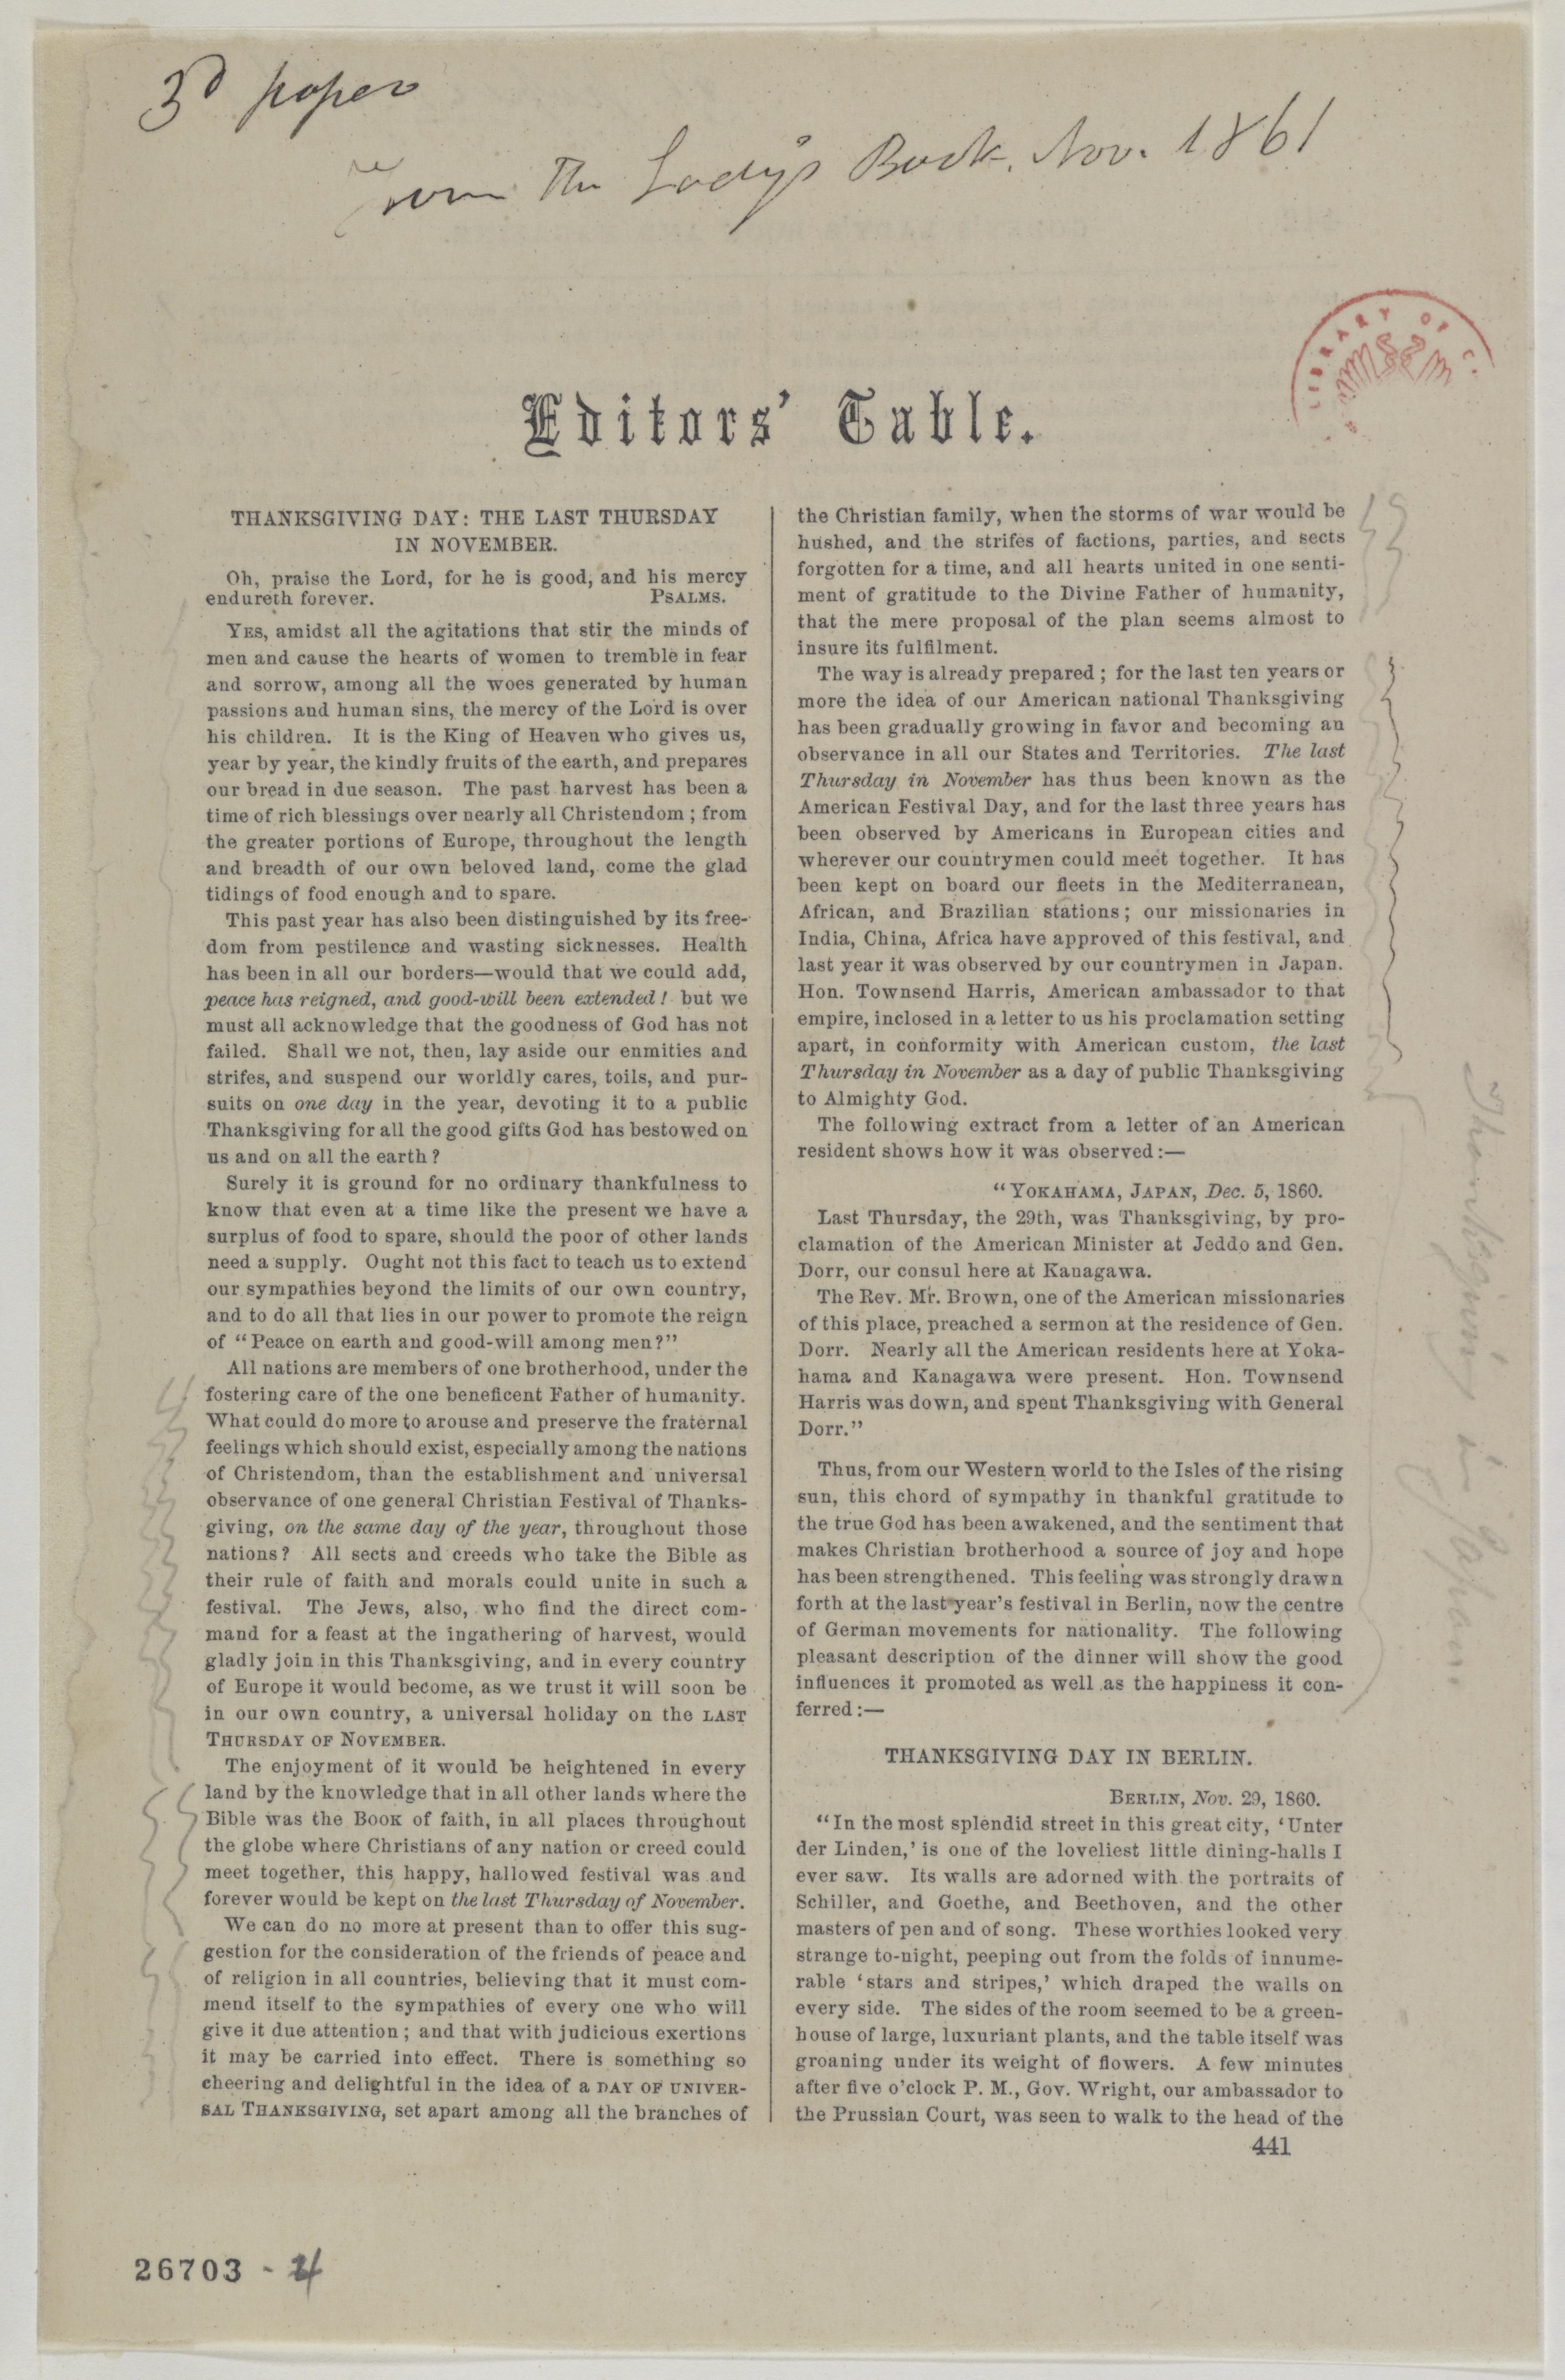 3d paper
From The Lady's Book. Nov. 1861
LIBRARY OF C.
Editors' Table.
THANKSGIVING DAY: THE LAST THURSDAY
IN NOVEMBER.
Oh, praise the Lord, for he is good, and his mercy
endureth forever. PSALMS.
YES, amidst all the agitations that stir the minds of
men and cause the hearts of women to tremble in fear
and sorrow, among all the woes generated by human
passions and human sins, the mercy of the Lord is over
his children. It is the King of Heaven who gives us,
year by year, the kindly fruits of the earth, and prepares
our bread in due season. The past harvest has been a
time of rich blessings over nearly all Christendom; from
the greater portions of Europe, throughout the length
and breadth of our own beloved land, come the glad
tidings of food enough and to spare.
This past year has also been distinguished by its free-
dom from pestilence and wasting sicknesses. Health
has been in all our borders—would that we could add,
peace has reigned, and good-will been extended! but we
must all acknowledge that the goodness of God has not
failed. Shall we not, then, lay aside our enmities and
strifes, and suspend our worldly cares, toils, and pur-
suits on one day in the year, devoting it to a public
Thanksgiving for all the good gifts God has bestowed on
us and on all the earth?
Surely it is ground for no ordinary thankfulness to
know that even at a time like the present we have a
surplus of food to spare, should the poor of other lands
need a supply. Ought not this fact to teach us to extend
our sympathies beyond the limits of our own country,
and to do all that lies in our power to promote the reign
of "Peace on earth and good-will among men?"
All nations are members of one brotherhood, under the
fostering care of the one beneficent Father of humanity.
What could do more to arouse and preserve the fraternal
feelings which should exist, especially among the nations
of Christendom, than the establishment and universal
observance of one general Christian Festival of Thanks-
giving, on the same day of the year, throughout those
nations? All sects and creeds who take the Bible as
their rule of faith and morals could unite in such a
festival. The Jews, also, who find the direct com-
mand for a feast at the ingathering of harvest, would
gladly join in this Thanksgiving, and in every country
of Europe it would become, as we trust it will soon be
in our own country, a universal holiday on the LAST
THURSDAY OF NOVEMBER.
The enjoyment of it would be heightened in every
land by the knowledge that in all other lands where the
Bible was the BOOK of faith, in all places throughout
the globe where Christians of any nation or creed could
meet together, this happy, hallowed festival was and
forever would be kept on the last Thursday of November.
We can do no more at present than to offer this sug-
gestion for the consideration of the friends of peace and
of religion in all countries, believing that it must com-
mend itself to the sympathies of every one who will
give it due attention; and that with judicious exertions
it may be carried into effect. There is something so
cheering and delightful in the idea of a DAY OF UNIVER-
SAL THANKSGIVING, set apart among all the branches of
the Christian family, when the storms of war would be
hushed, and the strifes of factions, parties, and sects
forgotten for a time, and all hearts united in one senti-
ment of gratitude to the Divine Father of humanity,
that the mere proposal of the plan seems almost to
insure its fulfilment.
The way is already prepared; for the last ten years or
more the idea of our American national Thanksgiving
has been gradually growing in favor and becoming an
observance in all our States and Territories. The last
Thursday in November has thus been known as the
American Festival Day, and for the last three years has
been observed by Americans in European cities and
wherever our countrymen could meet together. It has
been kept on board our fleets in the Mediterranean,
African, and Brazilian stations; our missionaries in
India, China, Africa have approved of this festival, and
last year it was observed by our countrymen in Japan.
Hon. Townsend Harris, American ambassador to that
empire, inclosed in a letter to us his proclamation setting
apart, in conformity with American custom, the last
Thursday in November as a day of public Thanksgiving
to Almighty God.
The following extract from a letter of an American
resident shows how it was observed:—
"YOKAHAMA, JAPAN, Dec. 5, 1860.
Last Thursday, the 29th, was Thanksgiving, by pro-
clamation of the American Minister at Jeddo and Gen.
Dorr, our consul here at Kanagawa.
The Rev. Mr. Brown, one of the American missionaries
of this place, preached a sermon at the residence of Gen.
Dorr. Nearly all the American residents here at Yoka-
hama and Kanagawa were present. Hon. Townsend
Harris was down, and spent Thanksgiving with General
Dorr."
Thus, from our Western world to the Isles of the rising
sun, this chord of sympathy in thankful gratitude to
the true God has been awakened, and the sentiment that
makes Christian brotherhood a source of joy and hope
has been strengthened. This feeling was strongly drawn
forth at the last year's festival in Berlin, now the centre
of German movements for nationality. The following
pleasant description of the dinner will show the good
influences it promoted as well as the happiness it con-
ferred:—
THANKSGIVING DAY IN BERLIN.
BERLIN, Nov. 29, 1860.
"In the most splendid street in this great city, 'Unter
der Linden,' is one of the loveliest little dining-halls I
ever saw. Its walls are adorned with the portraits of
Schiller, and Goethe, and Beethoven, and the other
masters of pen and of song. These worthies looked very
strange to-night, peeping out from the folds of innume-
rable 'stars and stripes,' which draped the walls on
every side. The sides of the room seemed to be a green-
house of large, luxuriant plants, and the table itself was
groaning under its weight of flowers. A few minutes
after five o'clock P. M., Gov. Wright, our ambassador to
the Prussian Court, was seen to walk to the head of the
441
Thanksgiving in Japan.
26703 - 4